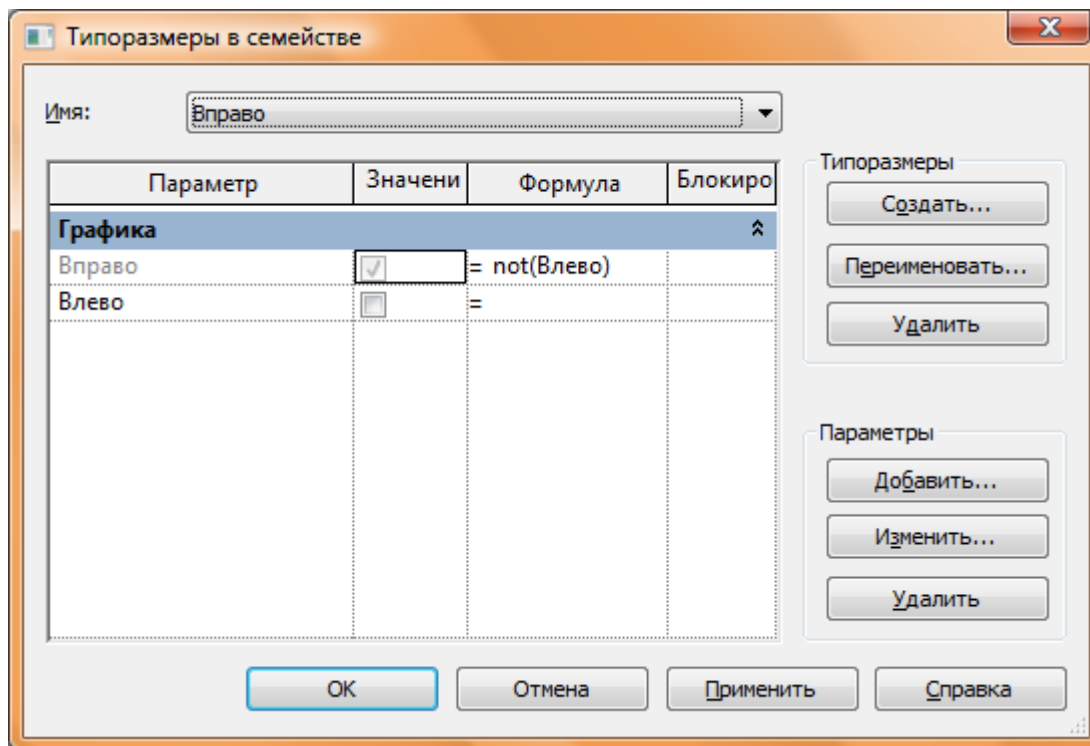 Типоразмеры в семействе
Имя:
Вправо
Параметр Значени Формула Блокиро
Графика
Вправо = not(Влево)
Влево =
Типоразмеры
Создать...
Переименовать...
Удалить
Параметры
Добавить...
Изменить...
Удалить
ОК Отмена Применить Справка